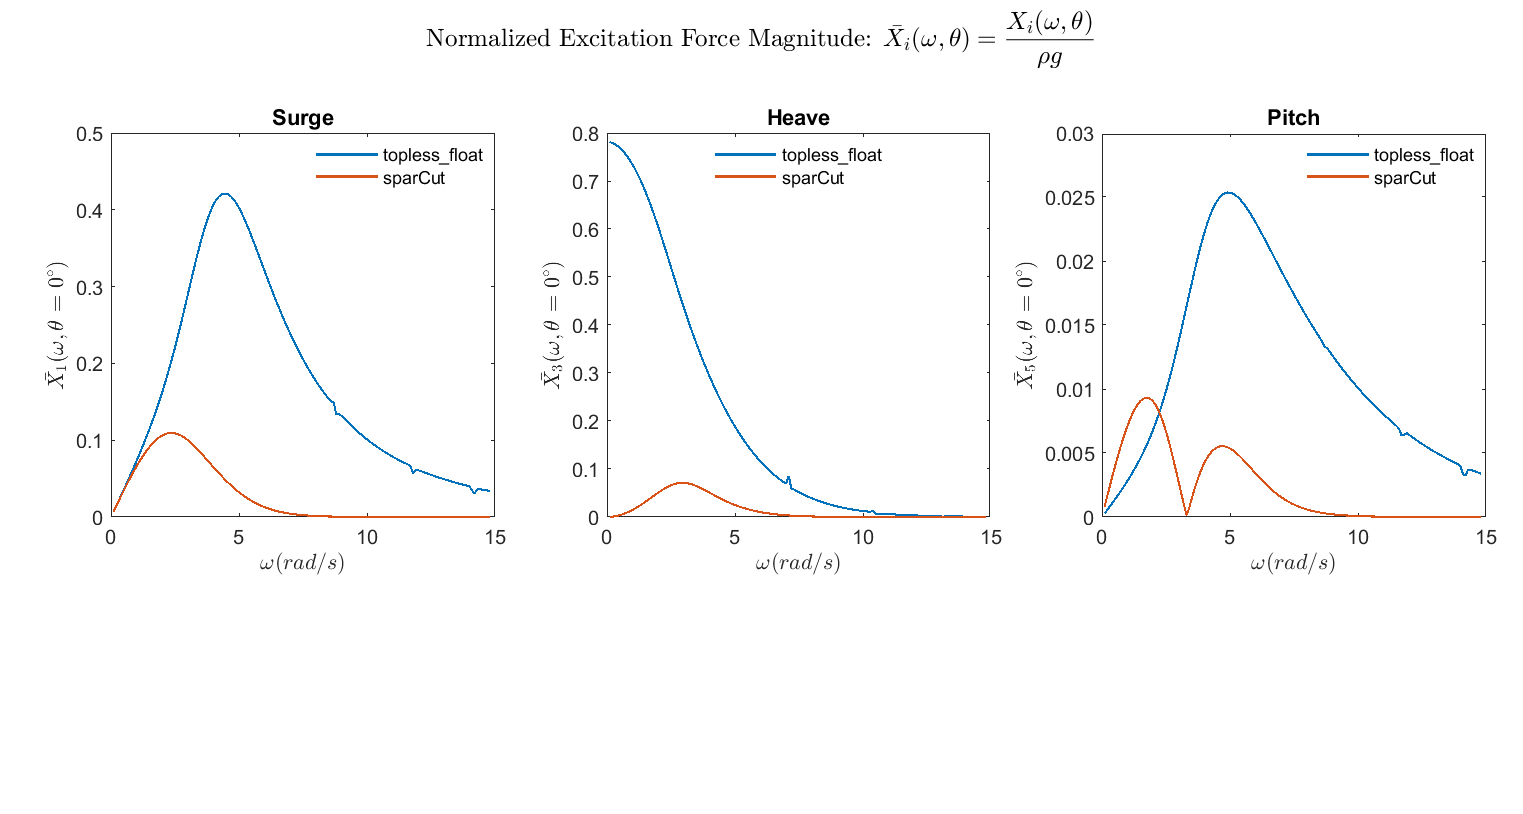 Normalized Excitation Force Magnitude: X̄ᵢ(ω, θ) = Xᵢ(ω, θ) / ρg
Surge
0.5
0.4
0.3
0.2
0.1
0
X̄₁(ω, θ = 0°)
topless_float
sparCut
0 5 10 15
ω(rad/s)
Heave
0.8
0.7
0.6
0.5
0.4
0.3
0.2
0.1
0
X̄₃(ω, θ = 0°)
topless_float
sparCut
0 5 10 15
ω(rad/s)
Pitch
0.03
0.025
0.02
0.015
0.01
0.005
0
X̄₅(ω, θ = 0°)
topless_float
sparCut
0 5 10 15
ω(rad/s)